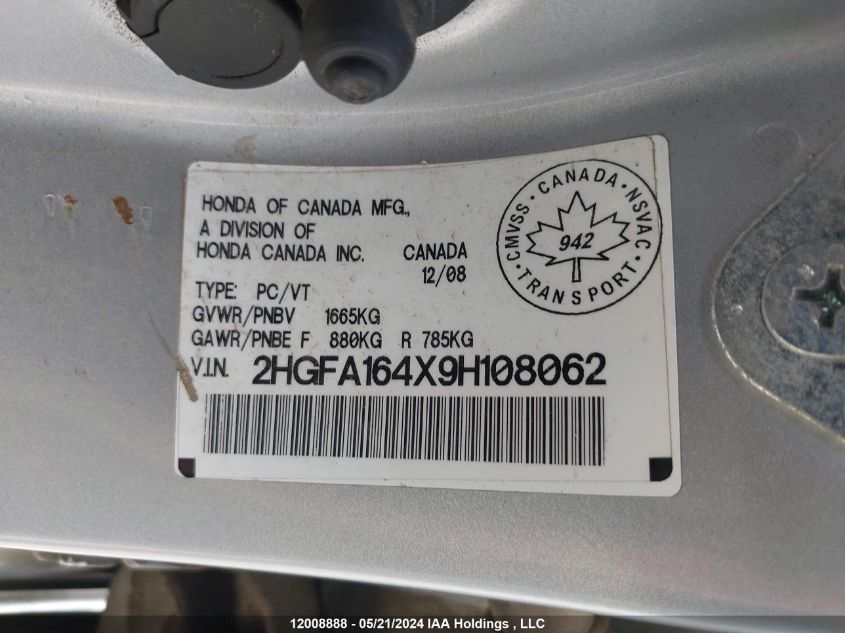 HONDA OF CANADA MFG.,
A DIVISION OF
HONDA CANADA INC. CANADA
12/08
TYPE: PC/VT
GVWR/PNBV 1665KG
GAWR/PNBE F 880KG R 785KG
V.I.N. 2HGFA164X9H108062
CMVSS · CANADA · NSVAC
942
· TRANSPORT ·
12008888 - 05/21/2024 IAA Holdings , LLC